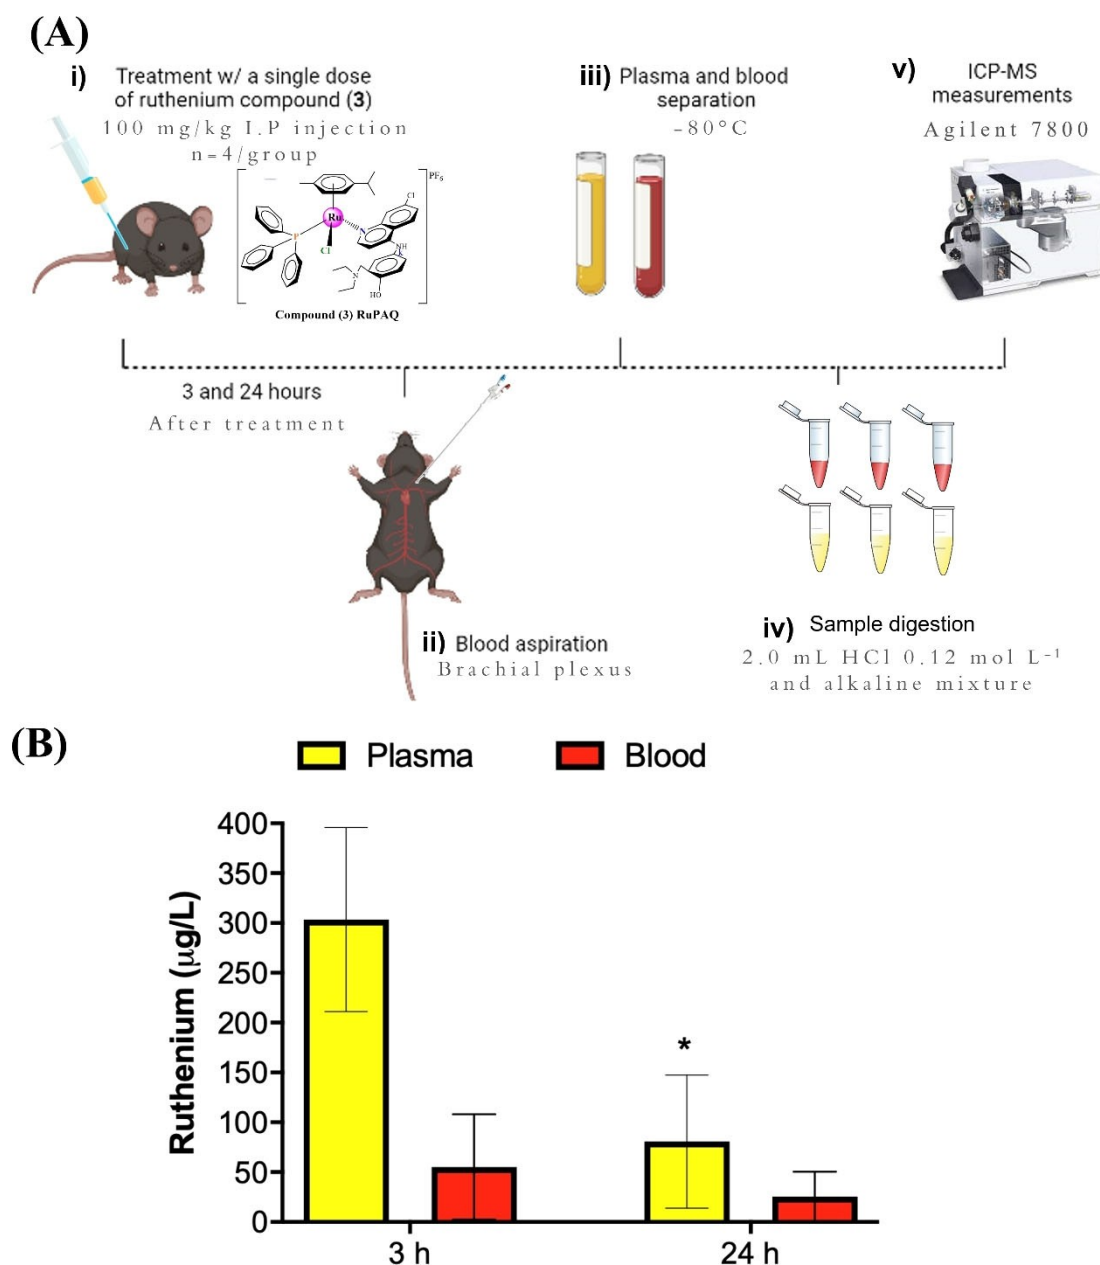 (A)
i) Treatment w/ a single dose
of ruthenium compound (3)
100 mg/kg I.P injection
n=4/group
PF6
Cl
Ru
P
N
Cl
NH
N
HO
Compound (3) RuPAQ
iii) Plasma and blood
separation
-80°C
v) ICP-MS
measurements
Agilent 7800
3 and 24 hours
After treatment
ii) Blood aspiration
Brachial plexus
iv) Sample digestion
2.0 mL HCl 0.12 mol L⁻¹
and alkaline mixture
(B)
Plasma
Blood
Ruthenium (µg/L)
400
350
300
250
200
150
100
50
0
*
3 h
24 h